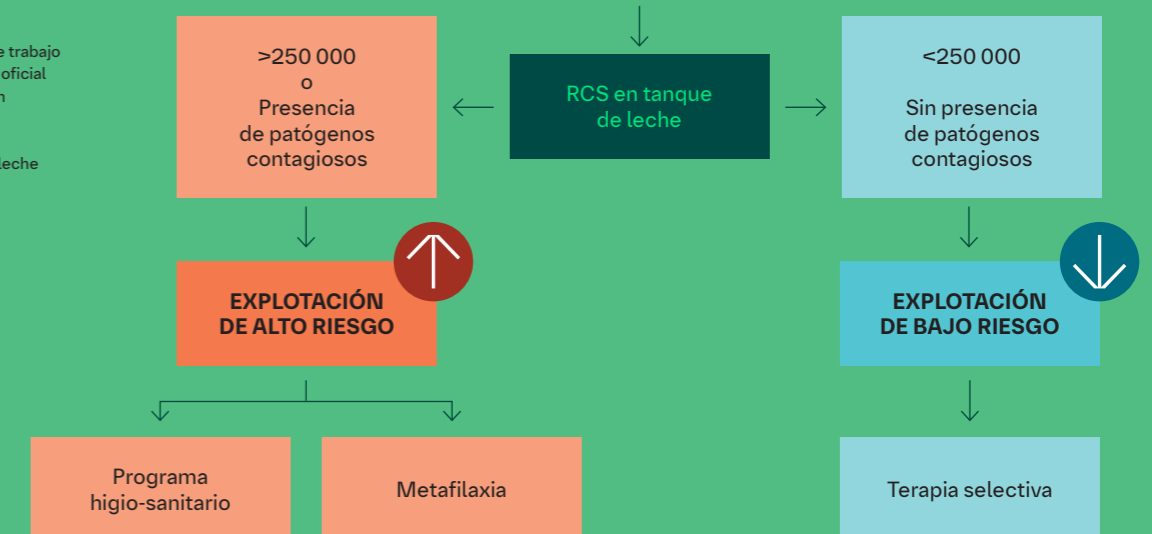 e trabajo
oficial
n
leche
>250 000
o
Presencia
de patógenos
contagiosos
RCS en tanque
de leche
<250 000
Sin presencia
de patógenos
contagiosos
EXPLOTACIÓN
DE ALTO RIESGO
EXPLOTACIÓN
DE BAJO RIESGO
Programa
higio-sanitario
Metafilaxia
Terapia selectiva